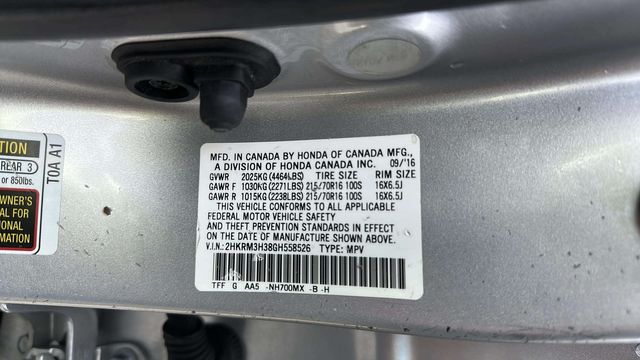 MFD. IN CANADA BY HONDA OF CANADA MFG.,
A DIVISION OF HONDA CANADA INC. 09/16
GVWR 2025KG(4464LBS) TIRE SIZE RIM SIZE
GAWR F 1030KG(2271LBS) 215/70R16 100S 16X6.5J
GAWR R 1015KG(2238LBS) 215/70R16 100S 16X6.5J
THIS VEHICLE CONFORMS TO ALL APPLICABLE
FEDERAL MOTOR VEHICLE SAFETY
AND THEFT PREVENTION STANDARDS IN EFFECT
ON THE DATE OF MANUFACTURE SHOWN ABOVE.
V.I.N.: 2HKRM3H38GH558526 TYPE: MPV
TFF G AA5 -NH700MX -B -H
TION
REAR 3
or 850lbs.
WNER'S
AL FOR
ONAL
MATION
T0A A1